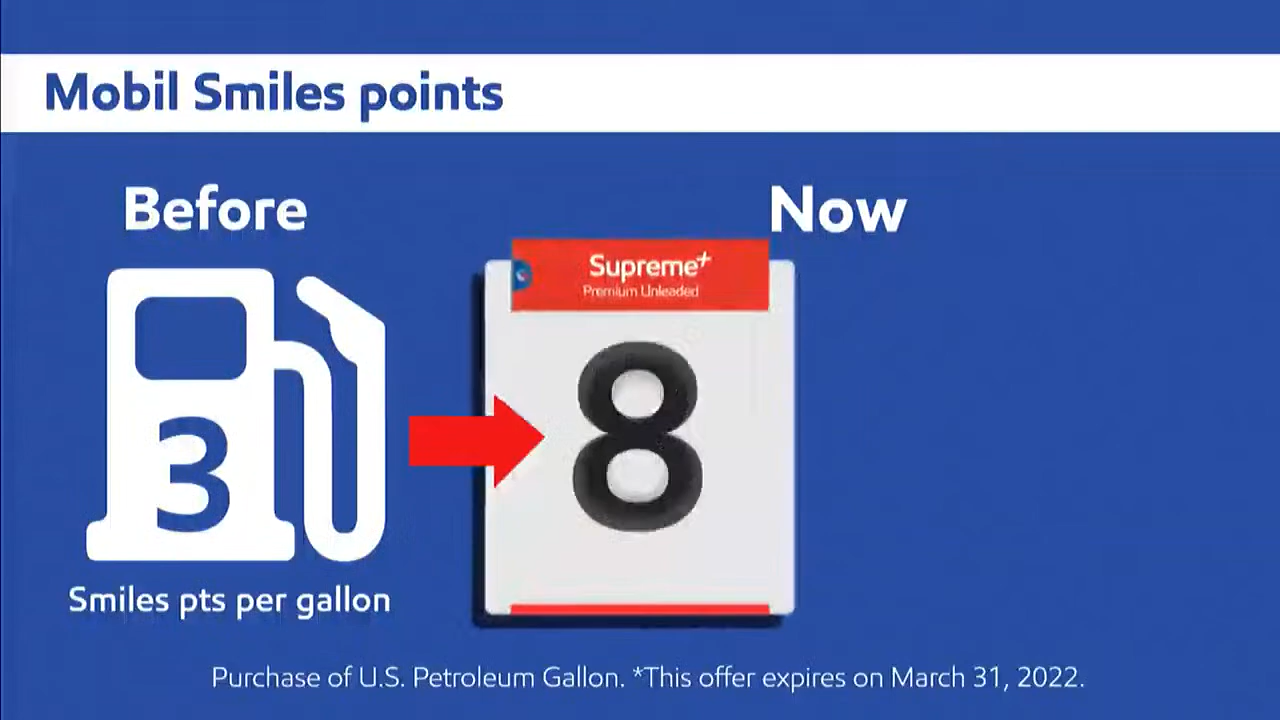 Mobil Smiles points
Before
Now
Supreme+
Premium Unleaded
3
8
Smiles pts per gallon
Purchase of U.S. Petroleum Gallon. *This offer expires on March 31, 2022.